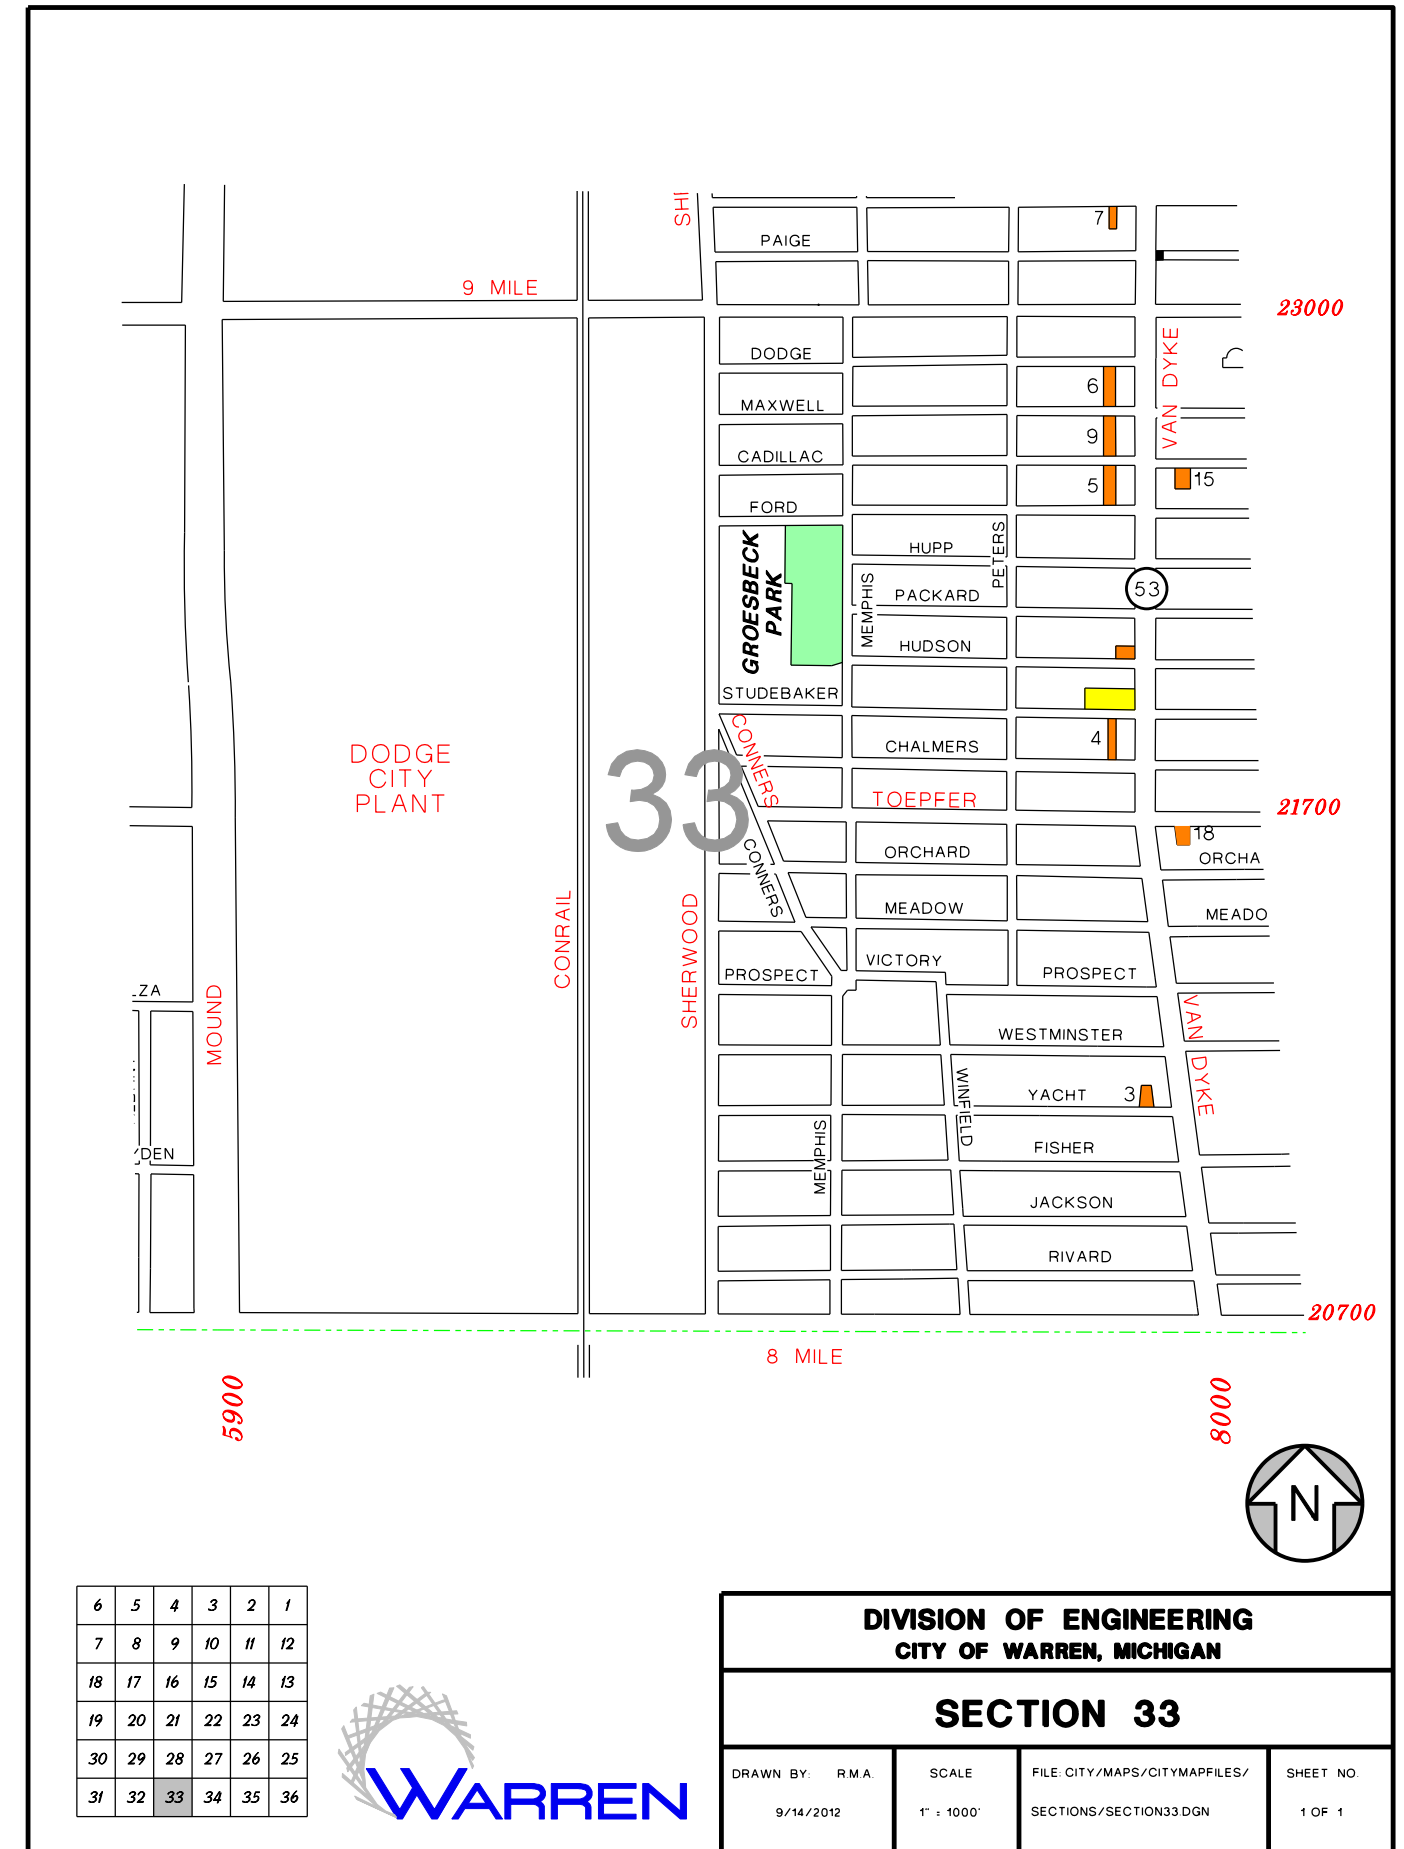 SHI
7
PAIGE
9 MILE
23000
DODGE
VAN DYKE
6
MAXWELL
9
CADILLAC
5
15
FORD
GROESBECK
PARK
HUPP
PETERS
MEMPHIS
PACKARD
53
HUDSON
STUDEBAKER
CONNERS
4
CHALMERS
DODGE
CITY
PLANT
33
TOEPFER
21700
18
CONNERS
ORCHARD
ORCHA
MEADOW
MEADO
CONRAIL
SHERWOOD
VICTORY
PROSPECT
PROSPECT
.ZA
MOUND
VAN DYKE
WESTMINSTER
WINFIELD
YACHT
3
MEMPHIS
FISHER
YDEN
JACKSON
RIVARD
20700
8 MILE
5900
8000
N
6 5 4 3 2 1
7 8 9 10 11 12
18 17 16 15 14 13
19 20 21 22 23 24
30 29 28 27 26 25
31 32 33 34 35 36
WARREN
DIVISION OF ENGINEERING
CITY OF WARREN, MICHIGAN
SECTION 33
DRAWN BY: R.M.A.
9/14/2012
SCALE
1" = 1000'
FILE: CITY/MAPS/CITYMAPFILES/
SECTIONS/SECTION33.DGN
SHEET NO.
1 OF 1